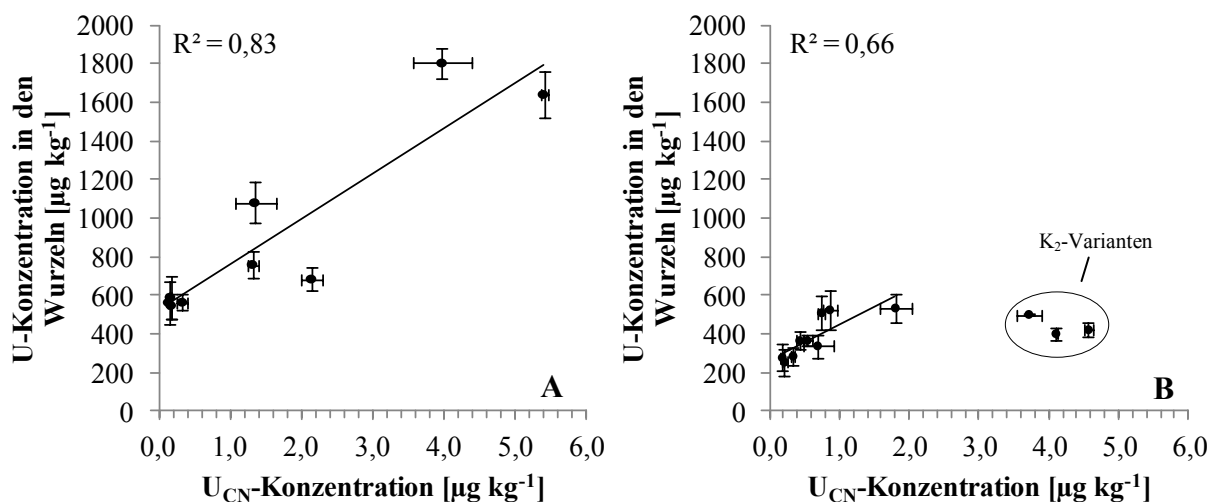 R² = 0,83
U-Konzentration in den
Wurzeln [µg kg⁻¹]
2000
1800
1600
1400
1200
1000
800
600
400
200
0
0,0 1,0 2,0 3,0 4,0 5,0 6,0
U_CN-Konzentration [µg kg⁻¹]
A
R² = 0,66
U-Konzentration in den
Wurzeln [µg kg⁻¹]
2000
1800
1600
1400
1200
1000
800
600
400
200
0
K₂-Varianten
0,0 1,0 2,0 3,0 4,0 5,0 6,0
U_CN-Konzentration [µg kg⁻¹]
B